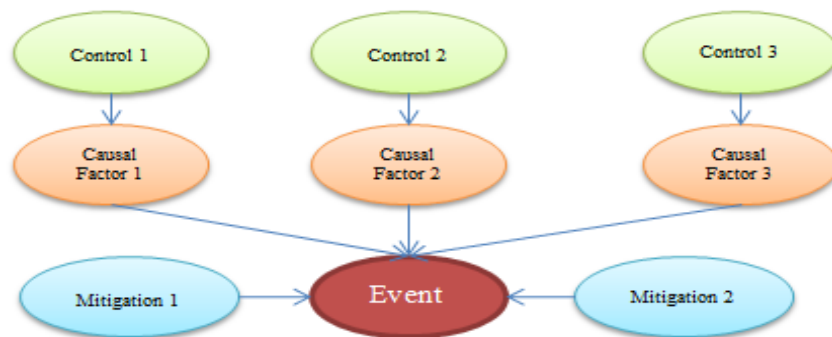 Control 1
Control 2
Control 3
Causal
Factor 1
Causal
Factor 2
Causal
Factor 3
Mitigation 1
Event
Mitigation 2